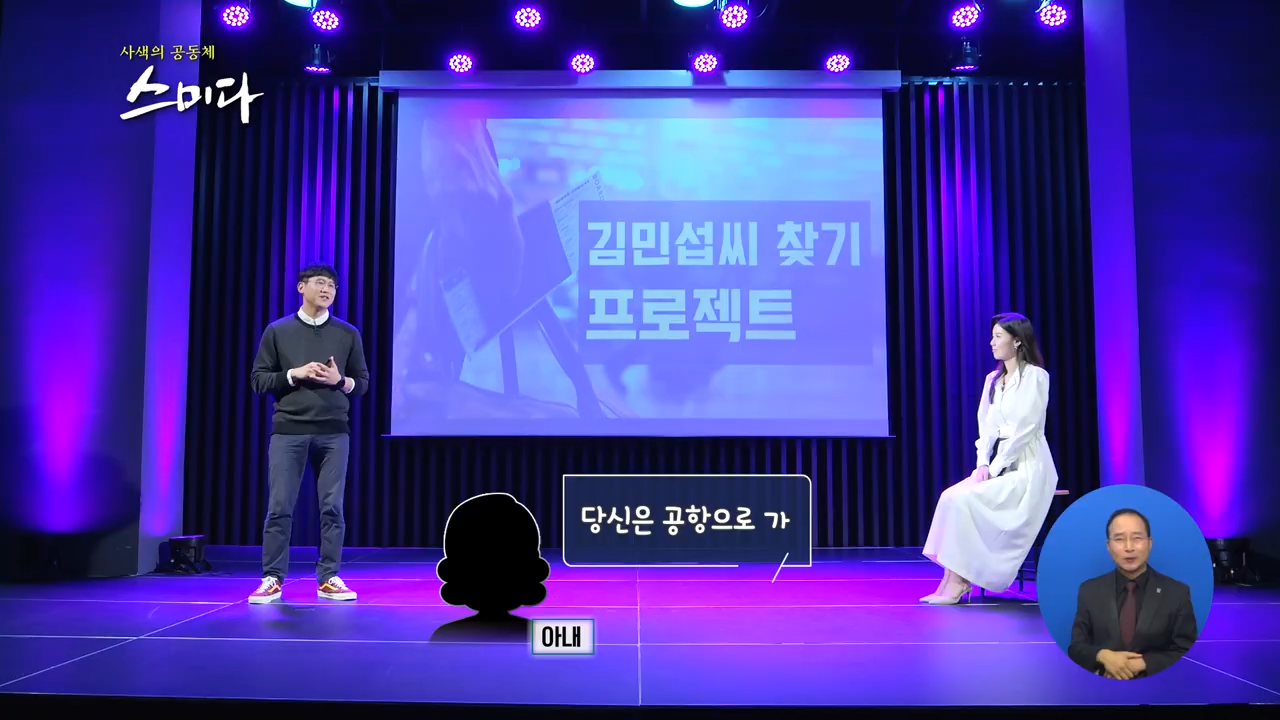 사색의 공동체
스미다
김민섭씨 찾기
프로젝트
당신은 공항으로 가
아내